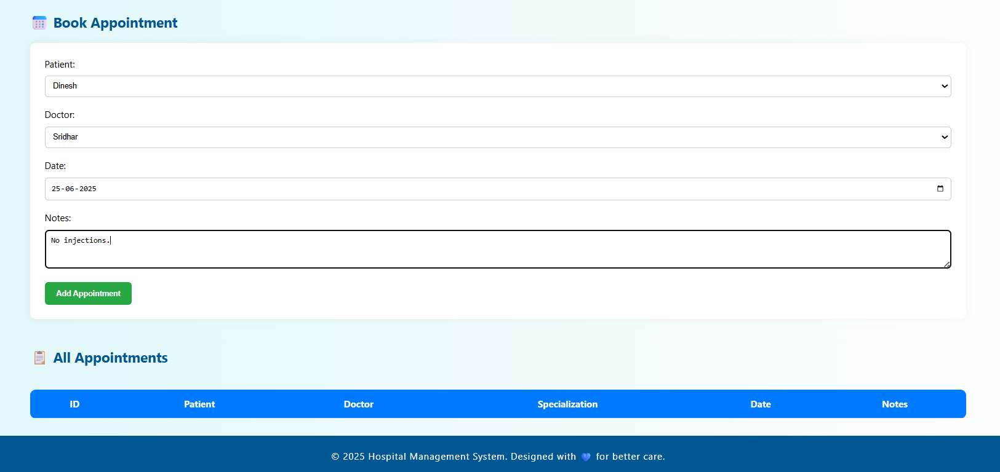 Book Appointment
Patient:
Dinesh
Doctor:
Sridhar
Date:
25-06-2025
Notes:
No injections.
Add Appointment
All Appointments
ID Patient Doctor Specialization Date Notes
© 2025 Hospital Management System. Designed with 💙 for better care.